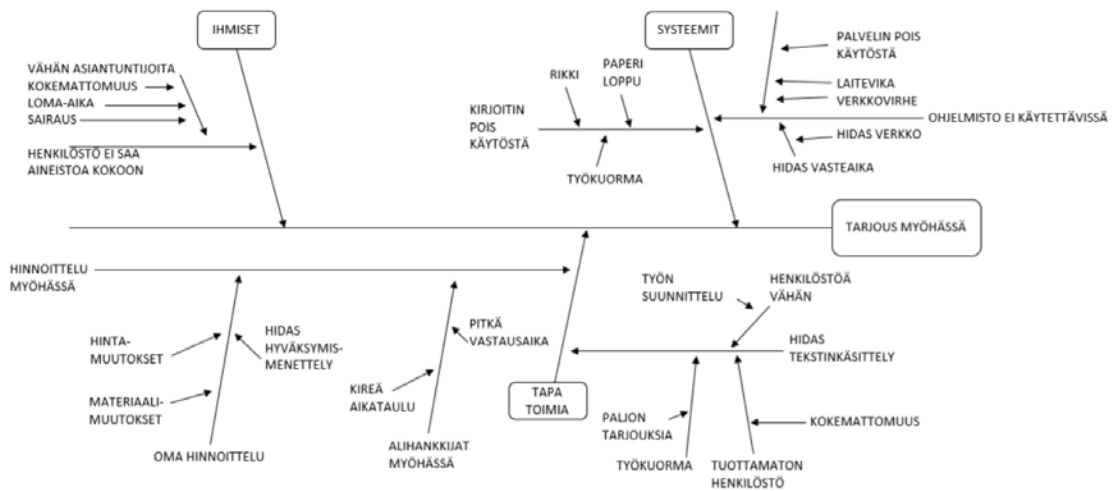 IHMISET
VÄHÄN ASIANTUNTIJOITA
KOKEMATTOMUUS
LOMA-AIKA
SAIRAUS
HENKILÖSTÖ EI SAA
AINEISTOA KOKOON
SYSTEEMIT
RIKKI
PAPERI
LOPPU
KIRJOITIN
POIS
KÄYTÖSTÄ
TYÖKUORMA
PALVELIN POIS
KÄYTÖSTÄ
LAITEVIKA
VERKKOVIRHE
OHJELMISTO EI KÄYTETTÄVISSÄ
HIDAS VERKKO
HIDAS VASTEAIKA
TARJOUS MYÖHÄSSÄ
HINNOITTELU
MYÖHÄSSÄ
HINTA-
MUUTOKSET
HIDAS
HYVÄKSYMIS-
MENETTELY
MATERIAALI-
MUUTOKSET
OMA HINNOITTELU
PITKÄ
VASTAUSAIKA
KIREÄ
AIKATAULU
ALIHANKKIJAT
MYÖHÄSSÄ
TAPA
TOIMIA
TYÖN
SUUNNITTELU
HENKILÖSTÖÄ
VÄHÄN
HIDAS
TEKSTINKÄSITTELY
PALJON
TARJOUKSIA
TYÖKUORMA
KOKEMATTOMUUS
TUOTTAMATON
HENKILÖSTÖ